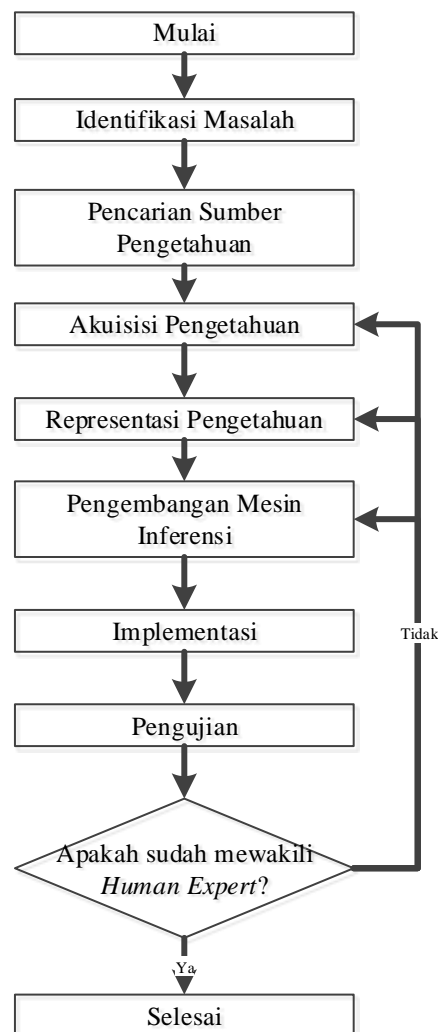 Mulai
Identifikasi Masalah
Pencarian Sumber
Pengetahuan
Akuisisi Pengetahuan
Representasi Pengetahuan
Pengembangan Mesin
Inferensi
Implementasi
Tidak
Pengujian
Apakah sudah mewakili
Human Expert?
Ya
Selesai